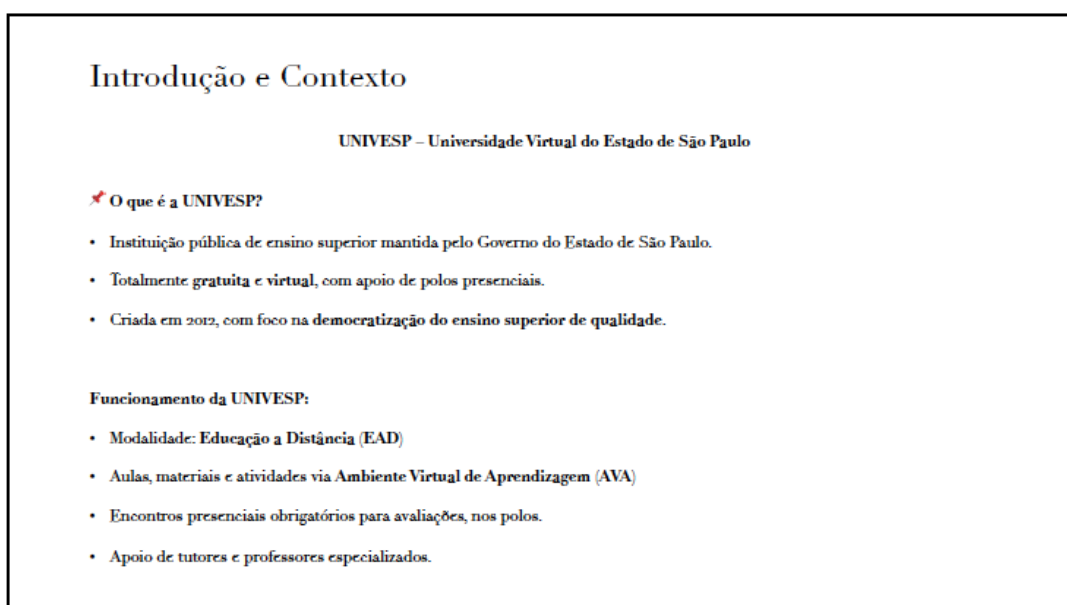 Introdução e Contexto
UNIVESP – Universidade Virtual do Estado de São Paulo
📌 O que é a UNIVESP?
• Instituição pública de ensino superior mantida pelo Governo do Estado de São Paulo.
• Totalmente gratuita e virtual, com apoio de polos presenciais.
• Criada em 2012, com foco na democratização do ensino superior de qualidade.
Funcionamento da UNIVESP:
• Modalidade: Educação a Distância (EAD)
• Aulas, materiais e atividades via Ambiente Virtual de Aprendizagem (AVA)
• Encontros presenciais obrigatórios para avaliações, nos polos.
• Apoio de tutores e professores especializados.